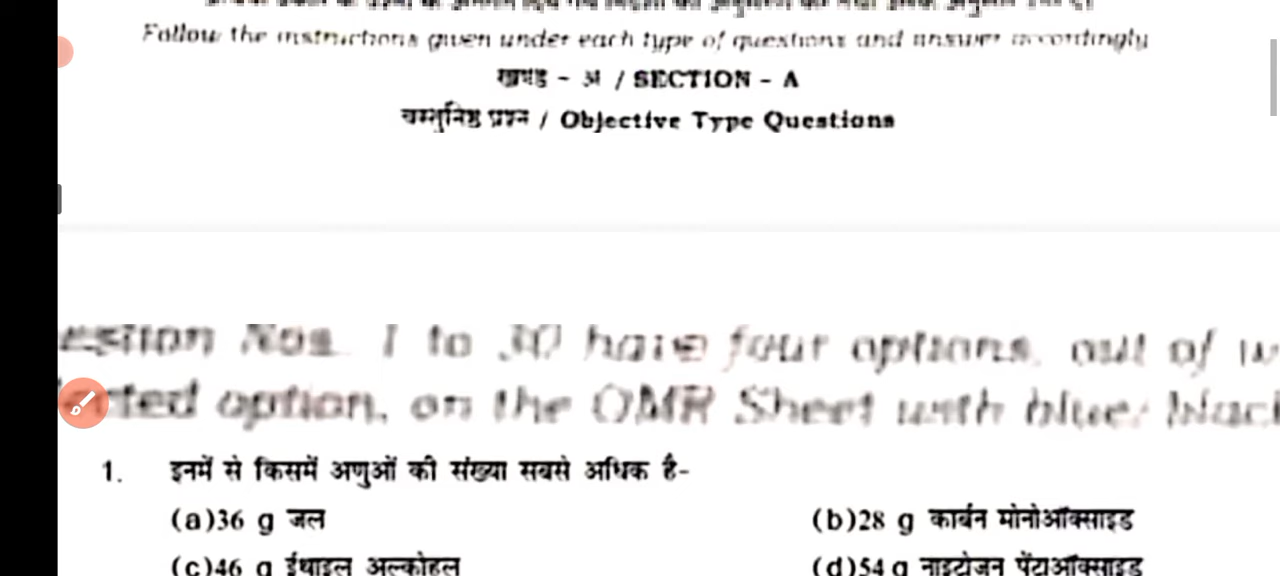 Follow the instructions given under each type of questions and answer accordingly
खण्ड - अ / SECTION - A
वस्तुनिष्ठ प्रश्न / Objective Type Questions
estion Nos. 1 to 30 have four options, out of w
cted option, on the OMR Sheet with blue/ blac
1. इनमें से किसमें अणुओं की संख्या सबसे अधिक है-
(a)36 g जल (b)28 g कार्बन मोनोऑक्साइड
(c)46 g ईथाइल अल्कोहल (d)54 g नाइट्रोजन पेंटाऑक्साइड